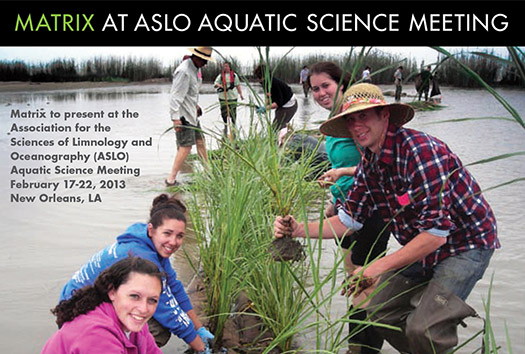 MATRIX AT ASLO AQUATIC SCIENCE MEETING
Matrix to present at the
Association for the
Sciences of Limnology and
Oceanography (ASLO)
Aquatic Science Meeting
February 17-22, 2013
New Orleans, LA